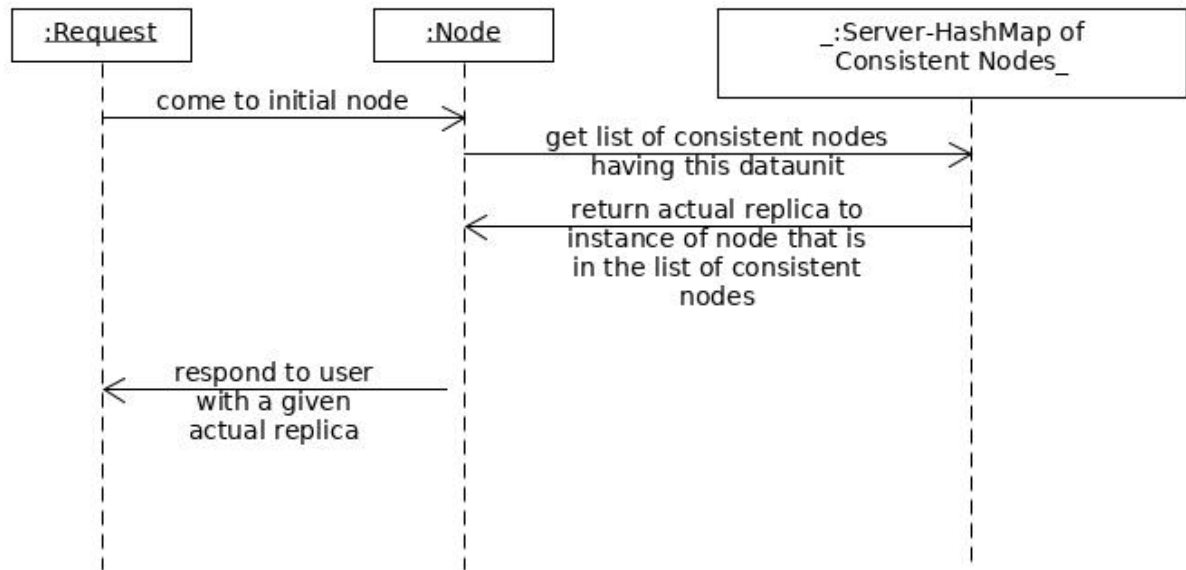 :Request
:Node
_:Server-HashMap of
Consistent Nodes_
come to initial node
get list of consistent nodes
having this dataunit
return actual replica to
instance of node that is
in the list of consistent
nodes
respond to user
with a given
actual replica